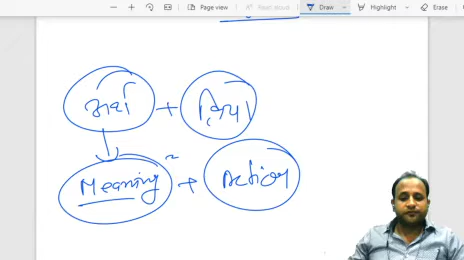 Page view
Read aloud
Draw
Highlight
Erase
अर्था + क्रिया
Meaning + Action